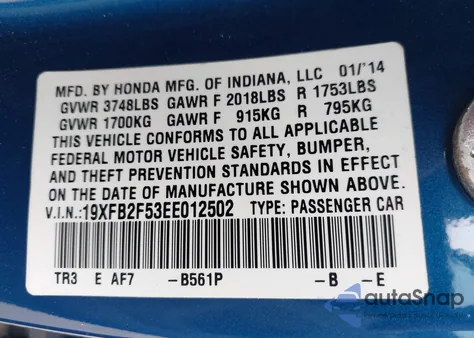 MFD. BY HONDA MFG. OF INDIANA, LLC 01/'14
GVWR 3748LBS GAWR F 2018LBS R 1753LBS
GVWR 1700KG GAWR F 915KG R 795KG
THIS VEHICLE CONFORMS TO ALL APPLICABLE
FEDERAL MOTOR VEHICLE SAFETY, BUMPER,
AND THEFT PREVENTION STANDARDS IN EFFECT
ON THE DATE OF MANUFACTURE SHOWN ABOVE.
V.I.N.:19XFB2F53EE012502 TYPE: PASSENGER CAR
TR3 E AF7 -B561P -B -E
autoSnap